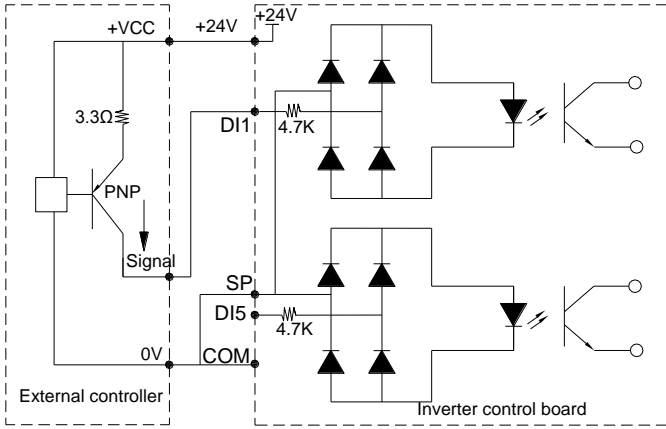 +VCC
+24V
+24V
3.3Ω
DI1
4.7K
PNP
Signal
SP
DI5
4.7K
0V
COM
External controller
Inverter control board